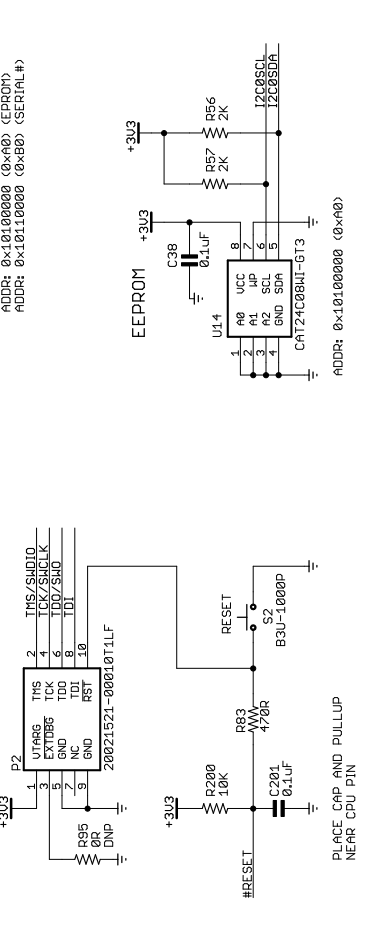 ADDR: 0x10100000 (0xA0) (EPROM)
ADDR: 0x10110000 (0xB0) (SERIAL#)
+3V3
P2
1 VTARG TMS 2 TMS/SWDIO
3 EXTDBG TCK 4 TCK/SWCLK
5 GND TDO 6 TDO/SWO
7 NC TDI 8 TDI
9 GND RST 10
20021521-00010T1LF
R95
0R
DNP
+3V3
R200
10K
#RESET
C201
0.1uF
R83
470R
RESET
S2
B3U-1000P
PLACE CAP AND PULLUP
NEAR CPU PIN
EEPROM
+3V3
+3V3
C38
0.1uF
R57
2K
R56
2K
U14
1 A0 VCC 8
2 A1 WP 7
3 A2 SCL 6
4 GND SDA 5
CAT24C08WI-GT3
I2C0SCL
I2C0SDA
ADDR: 0x10100000 (0xA0)